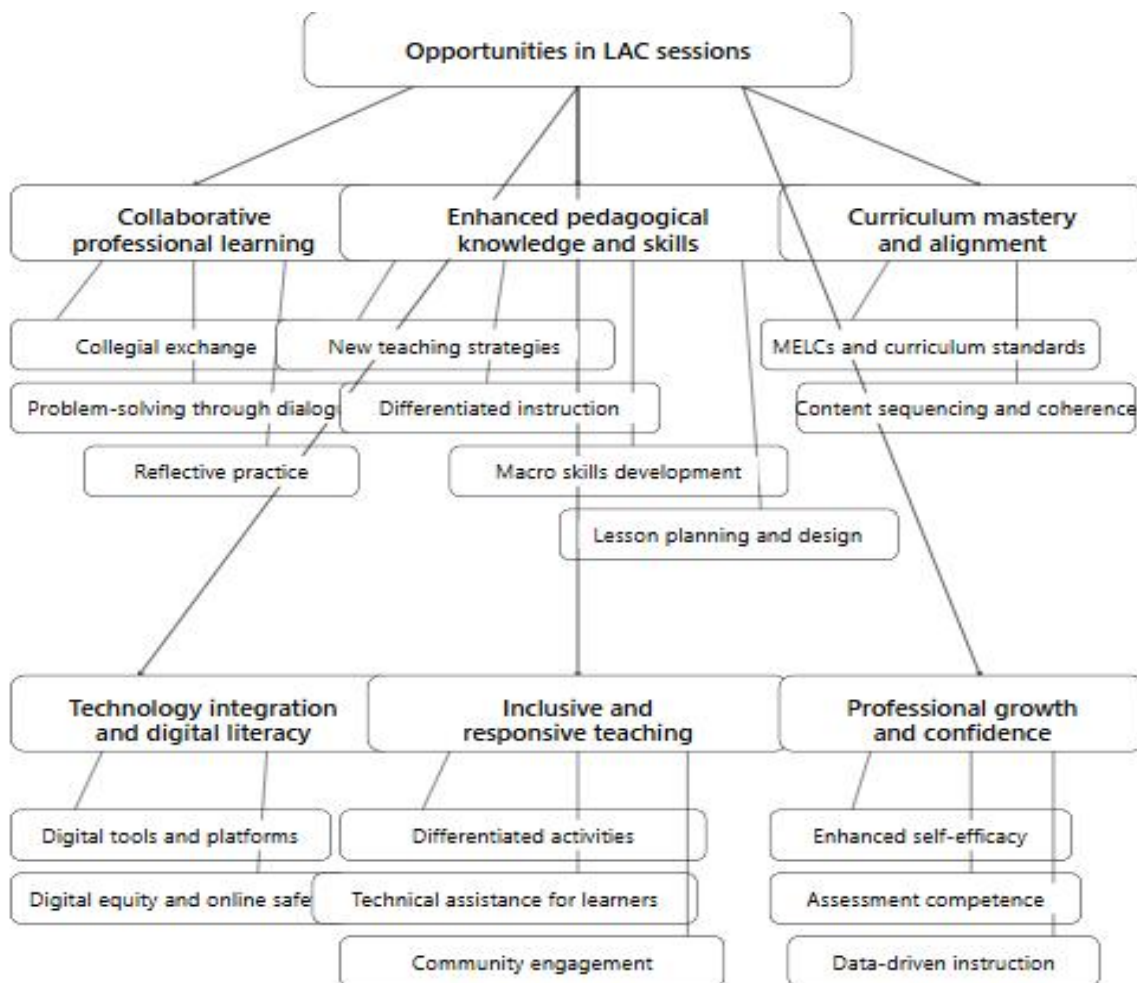 Opportunities in LAC sessions
Collaborative
professional learning
Enhanced pedagogical
knowledge and skills
Curriculum mastery
and alignment
Collegial exchange
New teaching strategies
MELCs and curriculum standards
Problem-solving through dialogu
Differentiated instruction
Content sequencing and coherence
Reflective practice
Macro skills development
Lesson planning and design
Technology integration
and digital literacy
Inclusive and
responsive teaching
Professional growth
and confidence
Digital tools and platforms
Differentiated activities
Enhanced self-efficacy
Digital equity and online safe
Technical assistance for learners
Assessment competence
Community engagement
Data-driven instruction